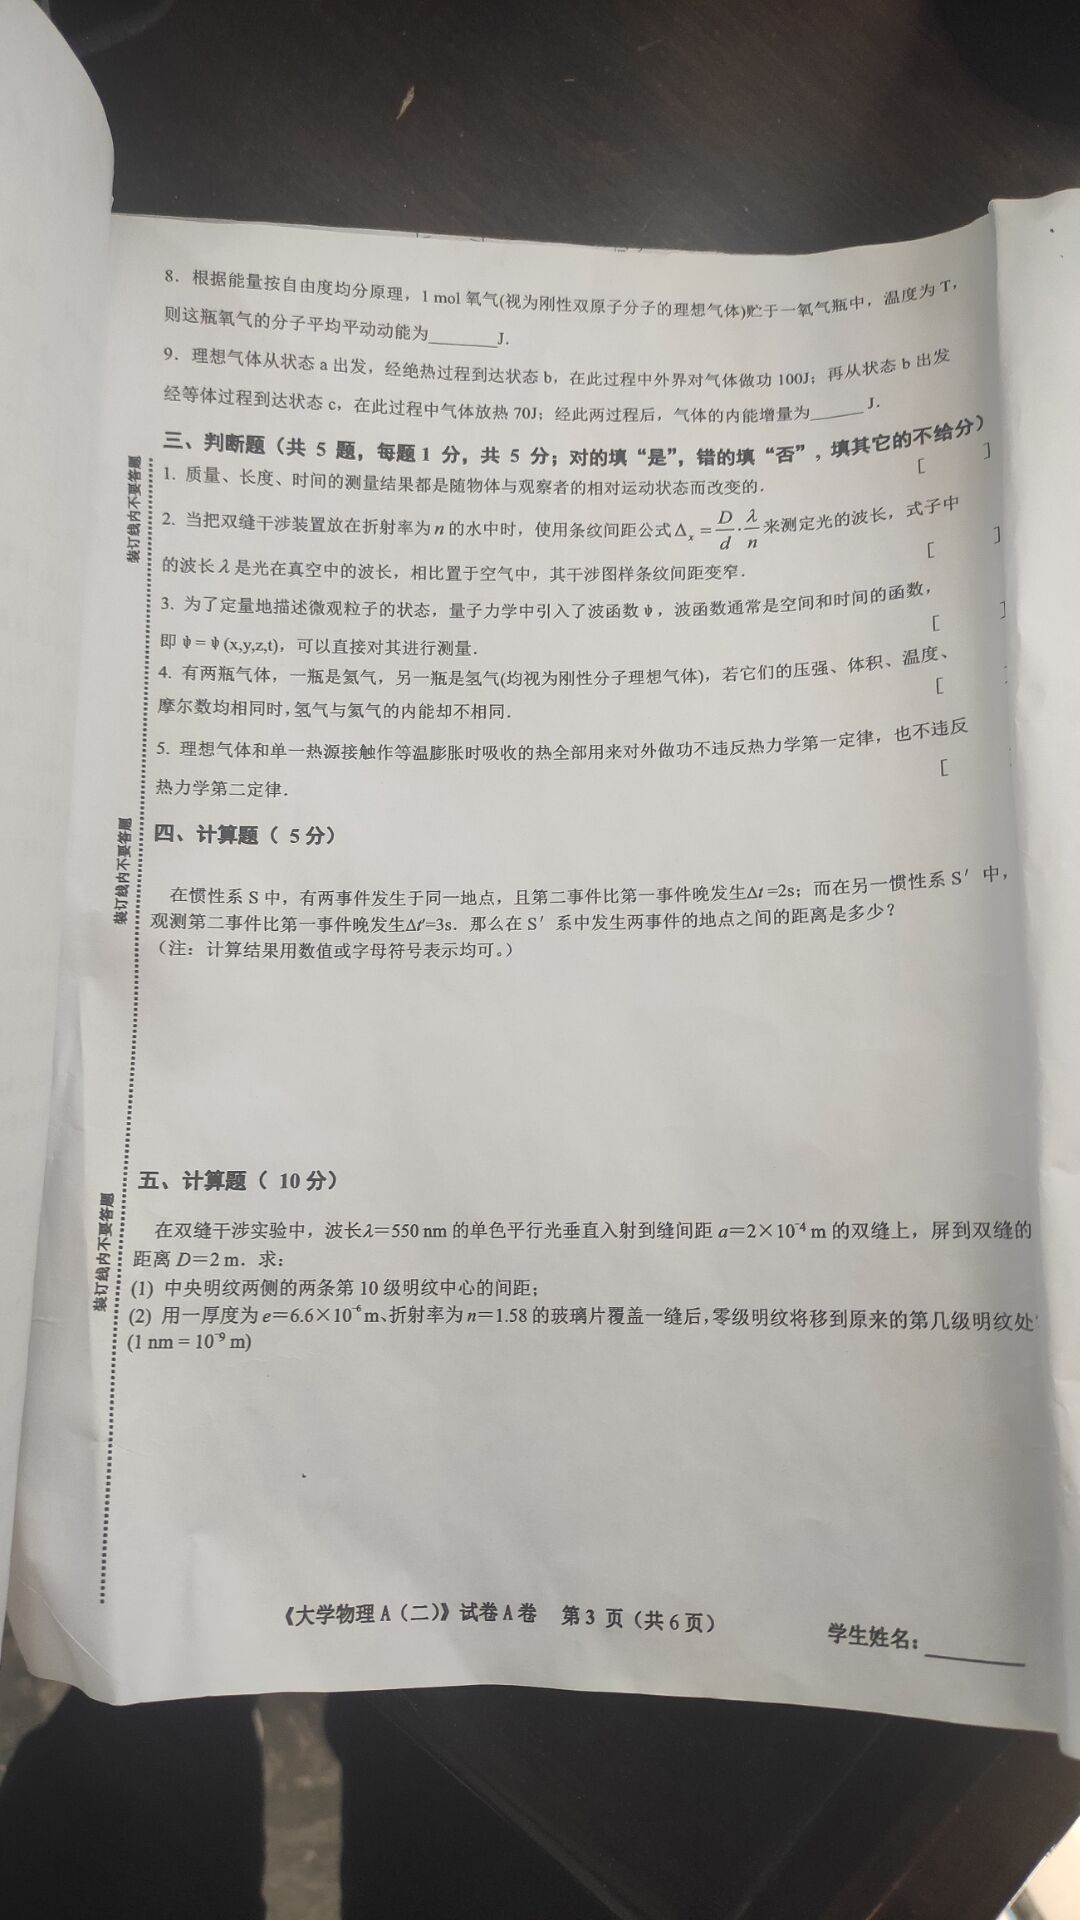 8．根据能量按自由度均分原理，1 mol 氧气(视为刚性双原子分子的理想气体)贮于一氧气瓶中，温度为 T，
则这瓶氧气的分子平均平动动能为________J．
9．理想气体从状态 a 出发，经绝热过程到达状态 b，在此过程中外界对气体做功 100J；再从状态 b 出发
经等体过程到达状态 c，在此过程中气体放热 70J；经此两过程后，气体的内能增量为______J．
三、判断题（共 5 题，每题 1 分，共 5 分；对的填“是”，错的填“否”，填其它的不给分）
1. 质量、长度、时间的测量结果都是随物体与观察者的相对运动状态而改变的． [ ]
2. 当把双缝干涉装置放在折射率为 n 的水中时，使用条纹间距公式 Δₓ = D/d · λ/n 来测定光的波长，式子中
的波长 λ 是光在真空中的波长，相比置于空气中，其干涉图样条纹间距变窄． [ ]
3. 为了定量地描述微观粒子的状态，量子力学中引入了波函数 ψ，波函数通常是空间和时间的函数，
即 ψ = ψ (x,y,z,t)，可以直接对其进行测量． [ ]
4. 有两瓶气体，一瓶是氦气，另一瓶是氢气(均视为刚性分子理想气体)，若它们的压强、体积、温度、
摩尔数均相同时,氢气与氦气的内能却不相同． [
5. 理想气体和单一热源接触作等温膨胀时吸收的热全部用来对外做功不违反热力学第一定律，也不违反
热力学第二定律． [
四、计算题（ 5 分）
在惯性系 S 中，有两事件发生于同一地点，且第二事件比第一事件晚发生Δt =2s；而在另一惯性系 S′ 中，
观测第二事件比第一事件晚发生Δt′=3s．那么在 S′ 系中发生两事件的地点之间的距离是多少？
（注：计算结果用数值或字母符号表示均可。）
五、计算题（ 10 分）
在双缝干涉实验中，波长λ＝550 nm 的单色平行光垂直入射到缝间距 a＝2×10⁻⁴ m 的双缝上，屏到双缝的
距离 D＝2 m．求：
(1) 中央明纹两侧的两条第 10 级明纹中心的间距；
(2) 用一厚度为 e＝6.6×10⁻⁶ m、折射率为 n＝1.58 的玻璃片覆盖一缝后,零级明纹将移到原来的第几级明纹处
(1 nm = 10⁻⁹ m)
《大学物理 A（二）》试卷 A 卷 第 3 页（共 6 页）
学生姓名：________
装订线内不要答题
装订线内不要答题
装订线内不要答题